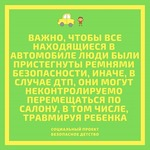 ВАЖНО, ЧТОБЫ ВСЕ
НАХОДЯЩИЕСЯ В
АВТОМОБИЛЕ ЛЮДИ БЫЛИ
ПРИСТЕГНУТЫ РЕМНЯМИ
БЕЗОПАСНОСТИ, ИНАЧЕ, В
СЛУЧАЕ ДТП, ОНИ МОГУТ
НЕКОНТРОЛИРУЕМО
ПЕРЕМЕЩАТЬСЯ ПО
САЛОНУ, В ТОМ ЧИСЛЕ,
ТРАВМИРУЯ РЕБЕНКА
СОЦИАЛЬНЫЙ ПРОЕКТ
БЕЗОПАСНОЕ ДЕТСТВО